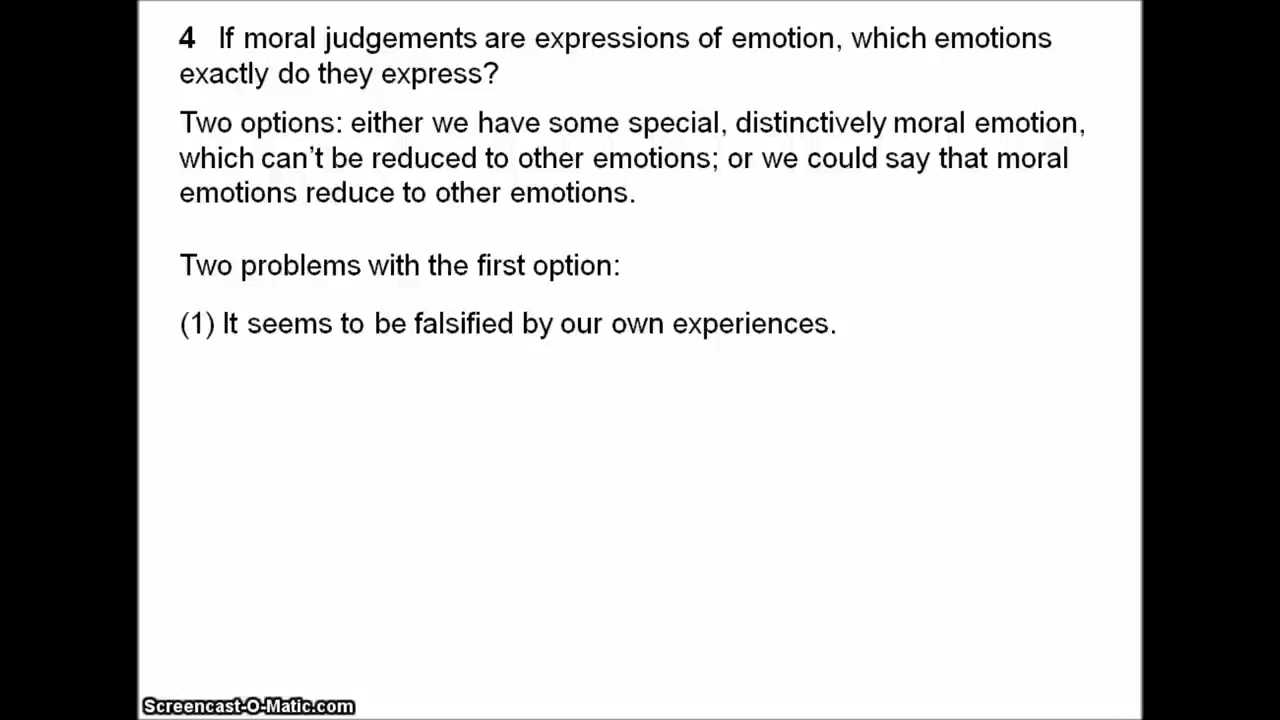 4 If moral judgements are expressions of emotion, which emotions
exactly do they express?
Two options: either we have some special, distinctively moral emotion,
which can’t be reduced to other emotions; or we could say that moral
emotions reduce to other emotions.
Two problems with the first option:
(1) It seems to be falsified by our own experiences.
Screencast-O-Matic.com